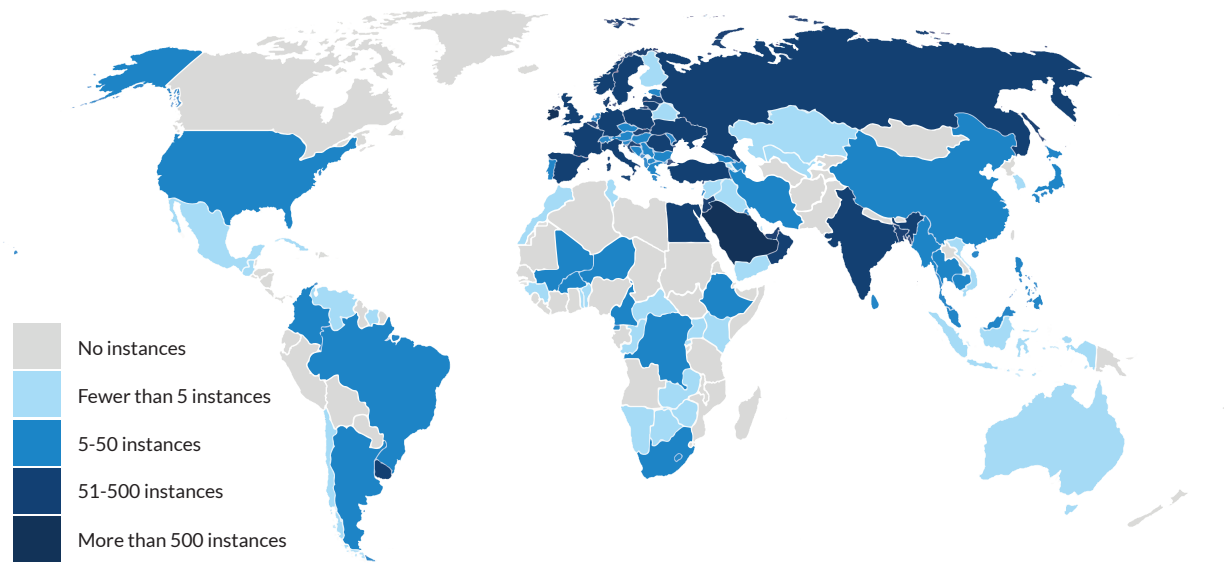 No instances
Fewer than 5 instances
5-50 instances
51-500 instances
More than 500 instances